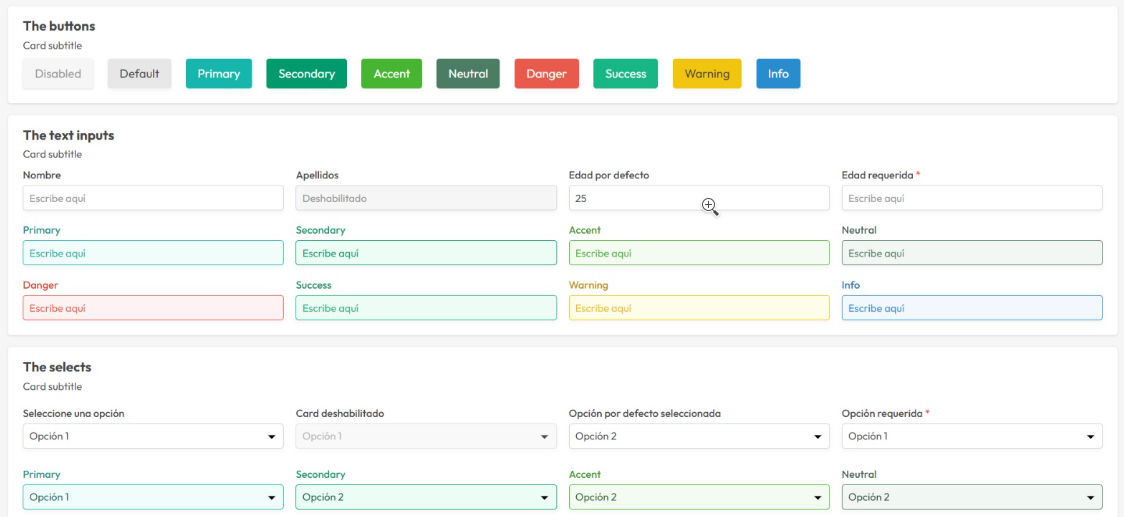 The buttons
Card subtitle
Disabled Default Primary Secondary Accent Neutral Danger Success Warning Info
The text inputs
Card subtitle
Nombre Apellidos Edad por defecto Edad requerida *
Escribe aquí Deshabilitado 25 Escribe aquí
Primary Secondary Accent Neutral
Escribe aquí Escribe aquí Escribe aquí Escribe aquí
Danger Success Warning Info
Escribe aquí Escribe aquí Escribe aquí Escribe aquí
The selects
Card subtitle
Seleccione una opción Card deshabilitado Opción por defecto seleccionada Opción requerida *
Opción 1 Opción 1 Opción 2 Opción 1
Primary Secondary Accent Neutral
Opción 1 Opción 2 Opción 2 Opción 2